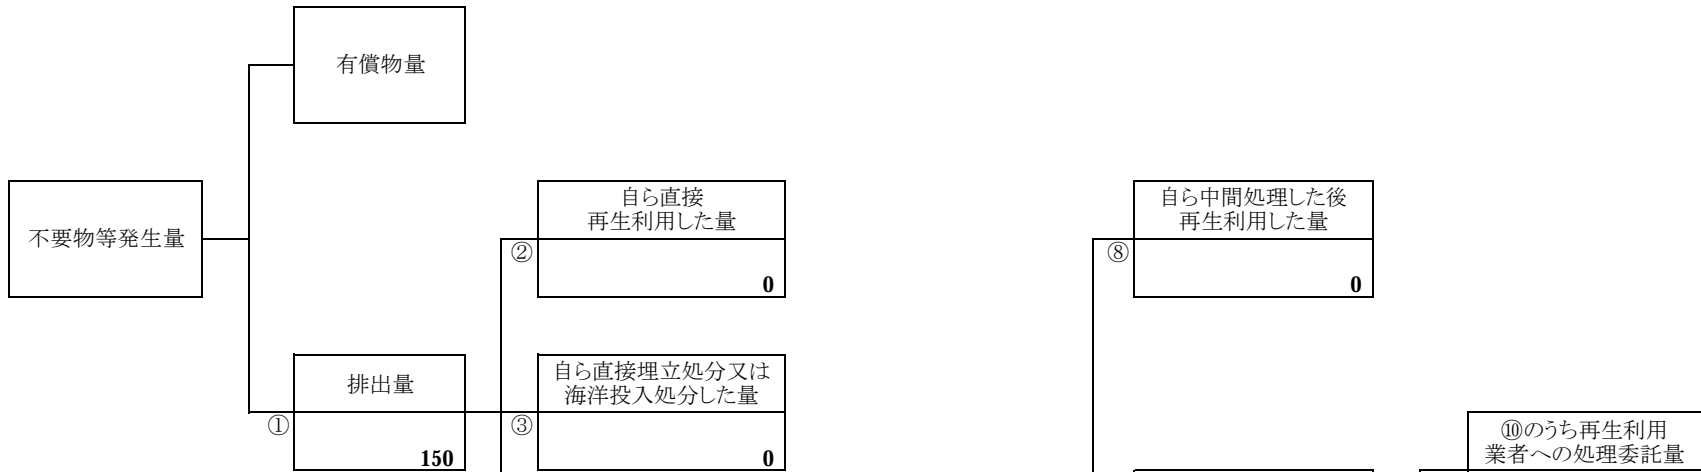 有償物量
不要物等発生量
自ら直接
再生利用した量
②
0
自ら中間処理した後
再生利用した量
⑧
0
排出量
①
150
自ら直接埋立処分又は
海洋投入処分した量
③
0
⑩のうち再生利用
業者への処理委託量